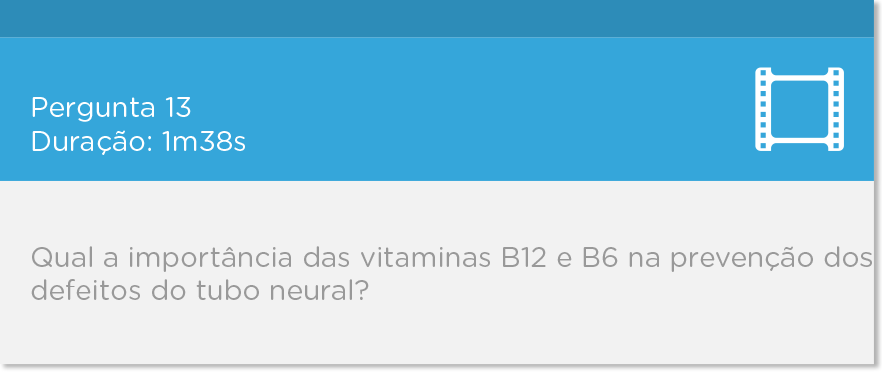 Pergunta 13
Duração: 1m38s
Qual a importância das vitaminas B12 e B6 na prevenção dos
defeitos do tubo neural?